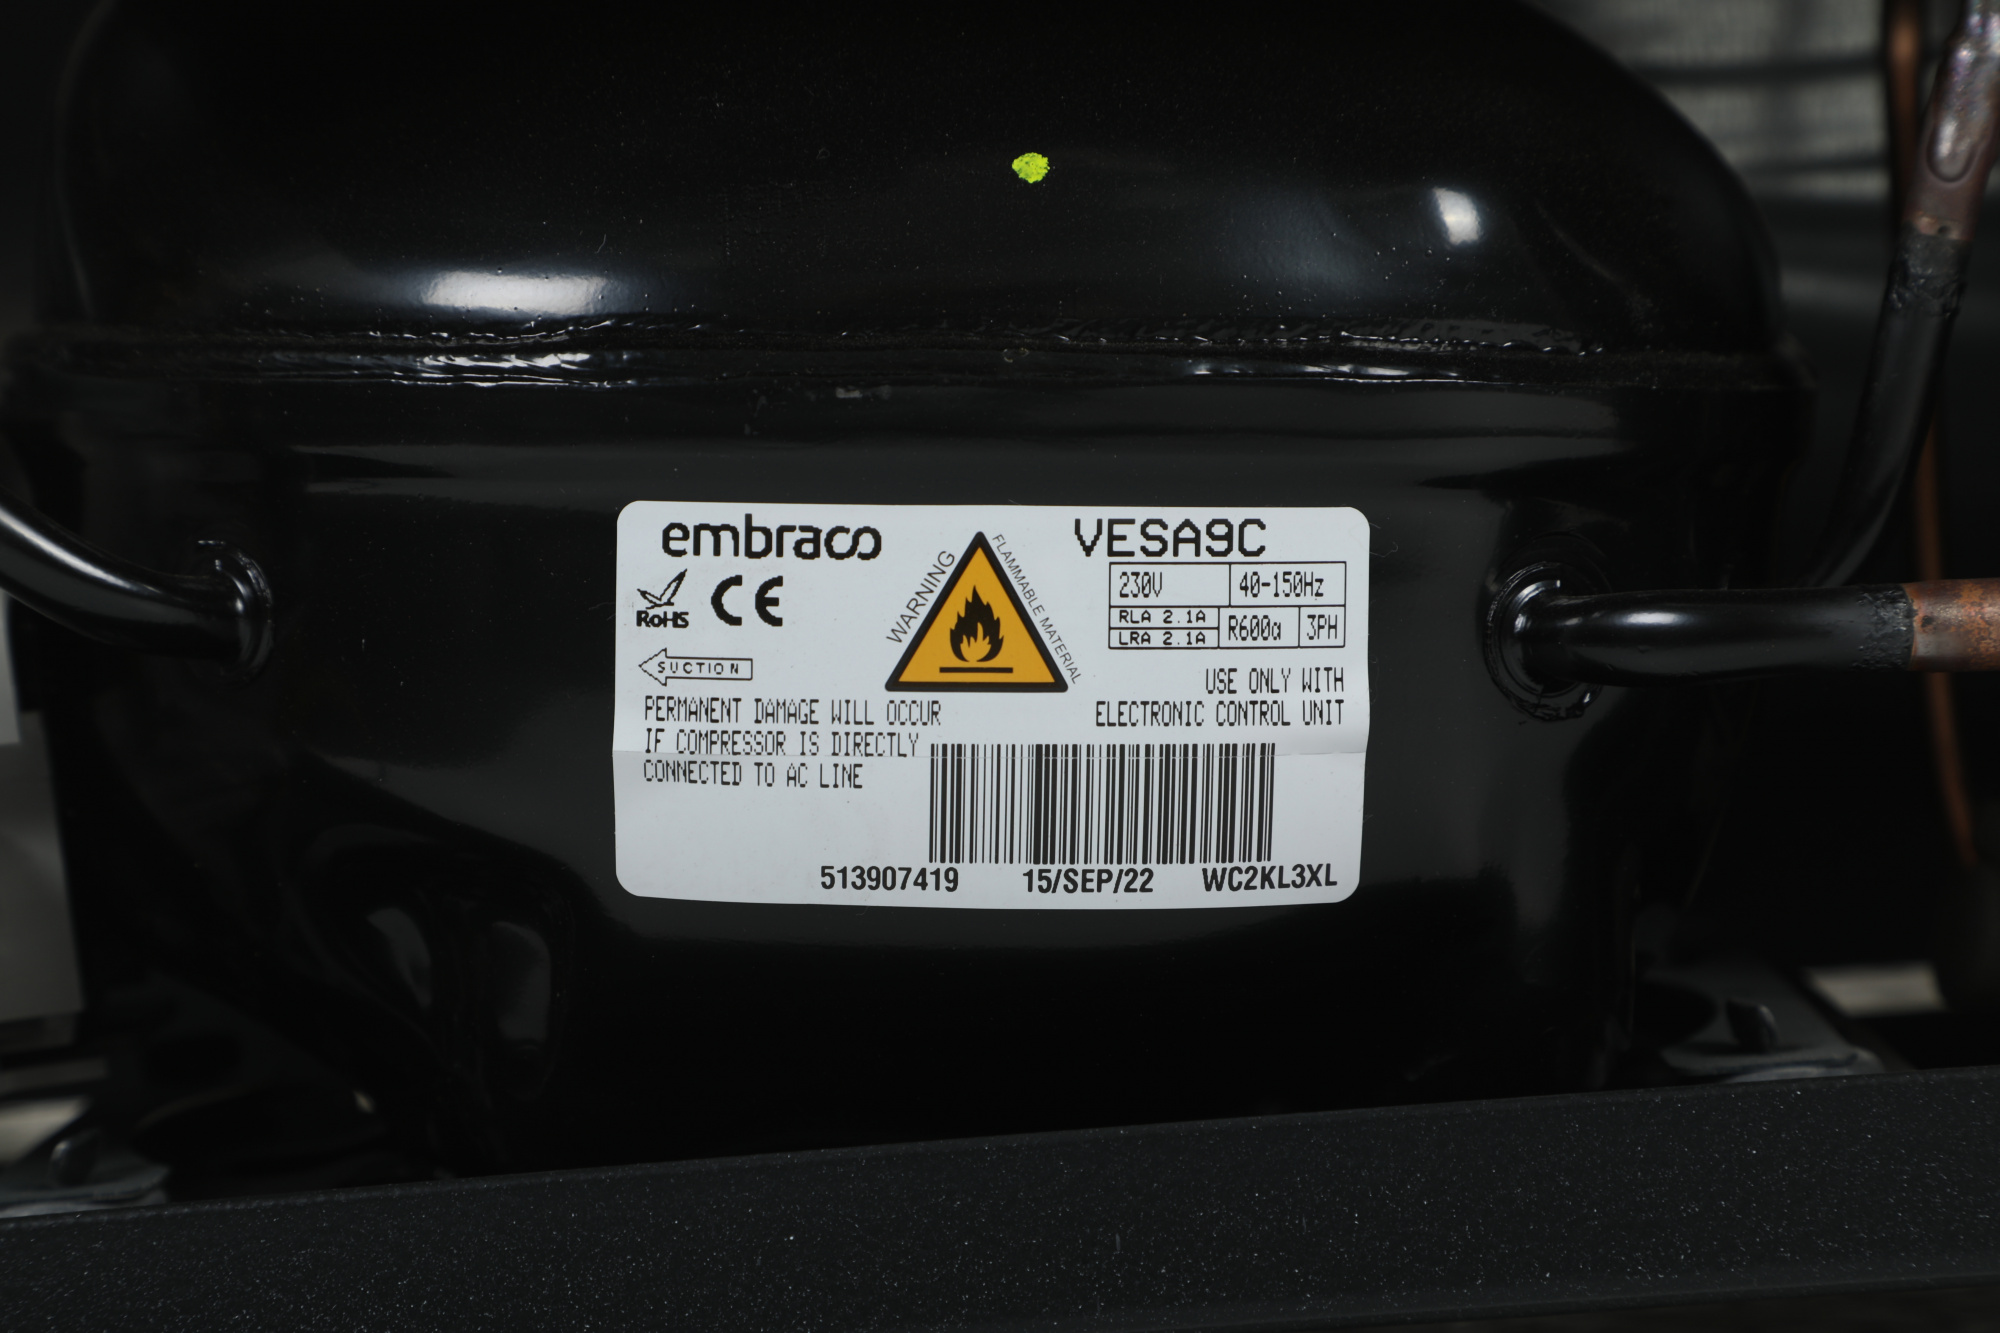 embraco
VESA9C
RoHS
CE
WARNING
FLAMMABLE MATERIAL
230V 40-150Hz
RLA 2.1A
LRA 2.1A
R600a 3PH
SUCTION
USE ONLY WITH
ELECTRONIC CONTROL UNIT
PERMANENT DAMAGE WILL OCCUR
IF COMPRESSOR IS DIRECTLY
CONNECTED TO AC LINE
513907419 15/SEP/22 WC2KL3XL